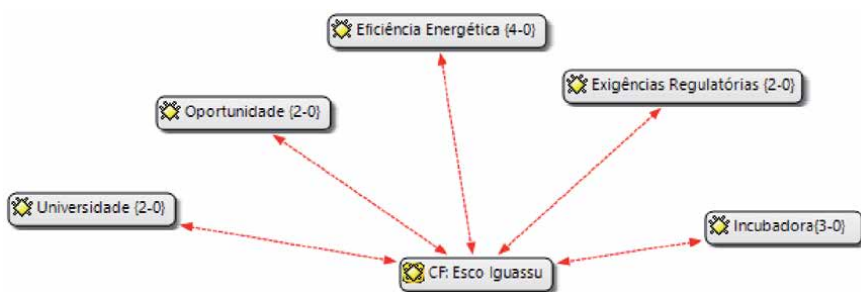 Eficiência Energética {4-0}
Exigências Regulatórias {2-0}
Oportunidade {2-0}
Universidade {2-0}
Incubadora{3-0}
CF: Esco Iguassu